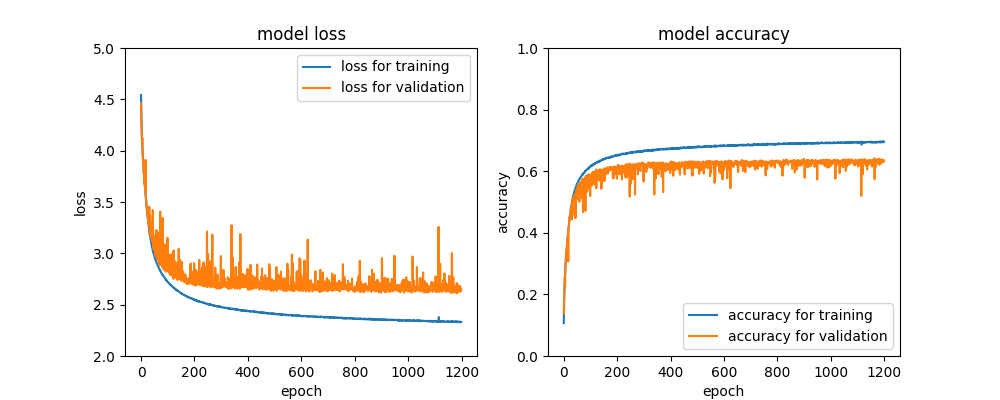 model loss
5.0
4.5
4.0
3.5
3.0
2.5
2.0
loss
0 200 400 600 800 1000 1200
epoch
loss for training
loss for validation
model accuracy
1.0
0.8
0.6
0.4
0.2
0.0
accuracy
0 200 400 600 800 1000 1200
epoch
accuracy for training
accuracy for validation